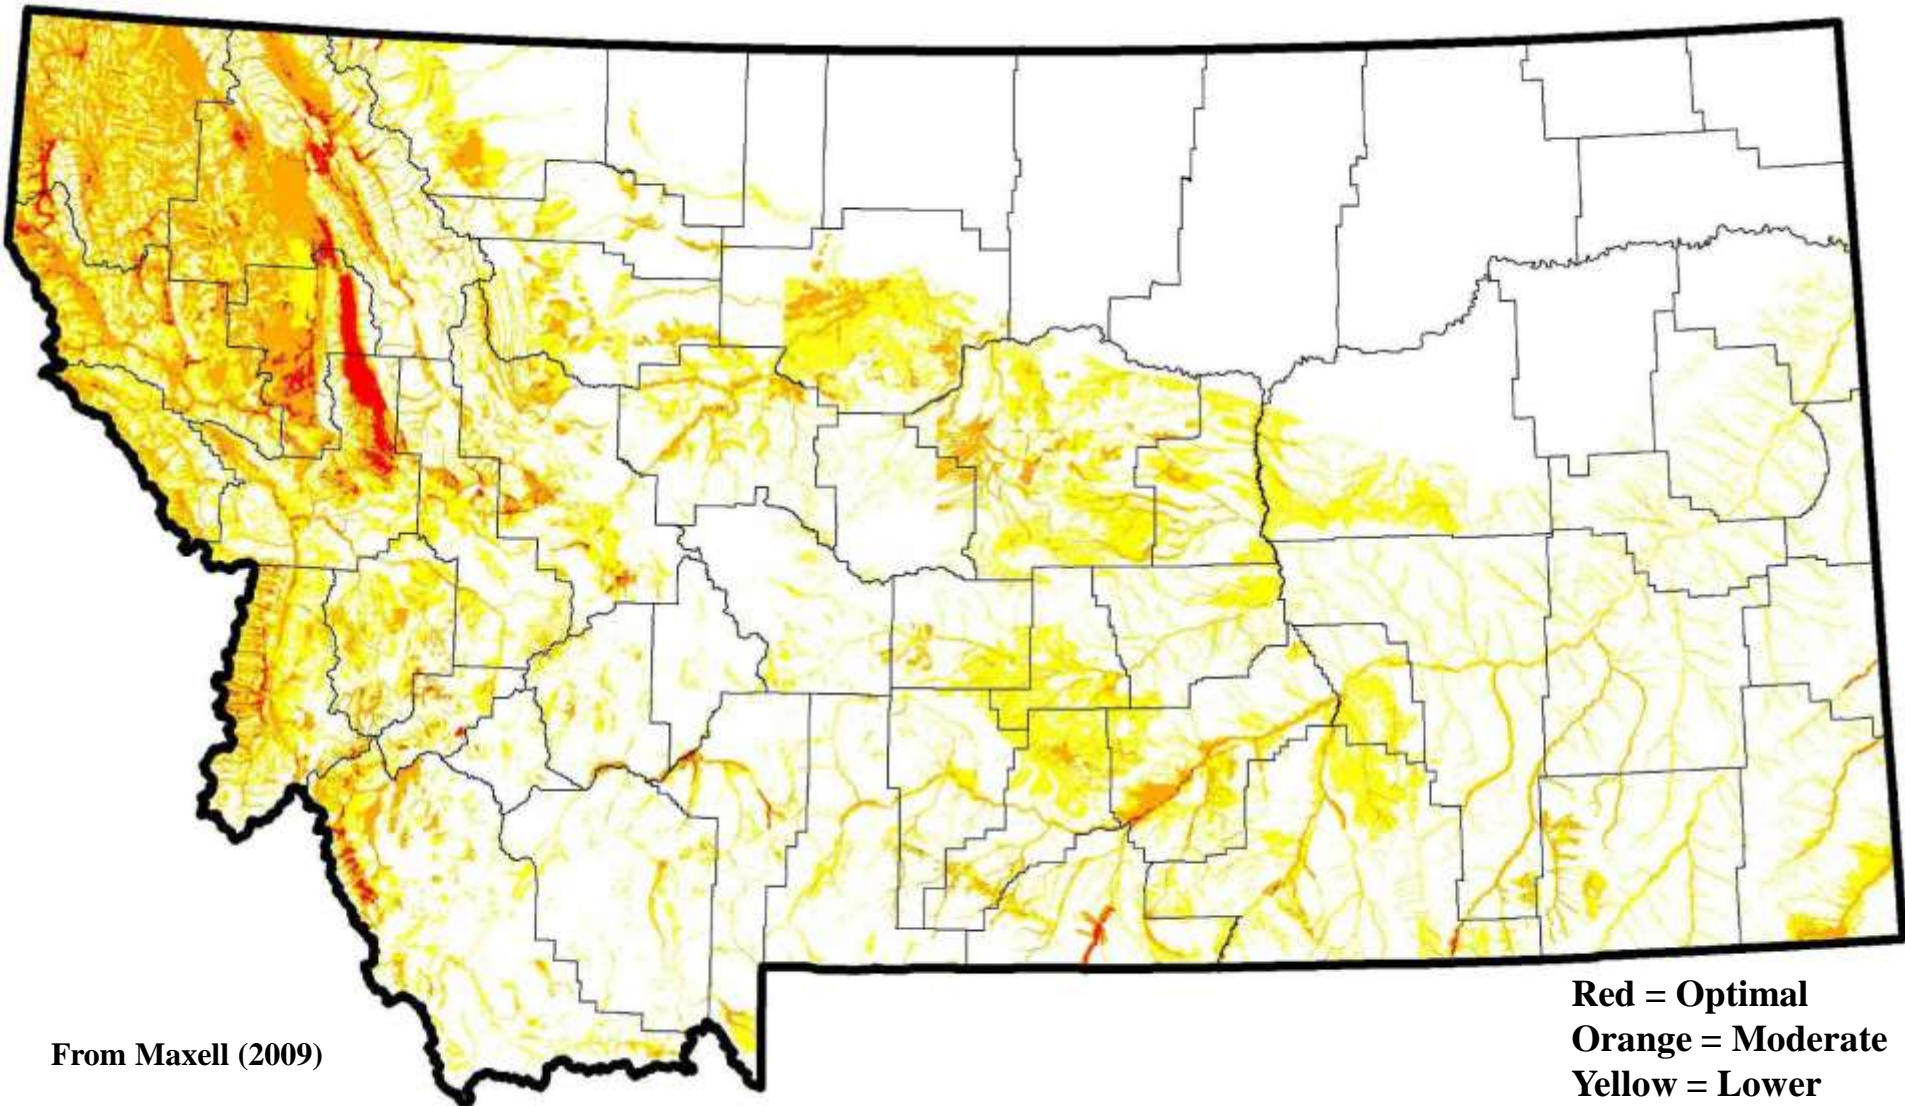 From Maxell (2009)
Red = Optimal
Orange = Moderate
Yellow = Lower